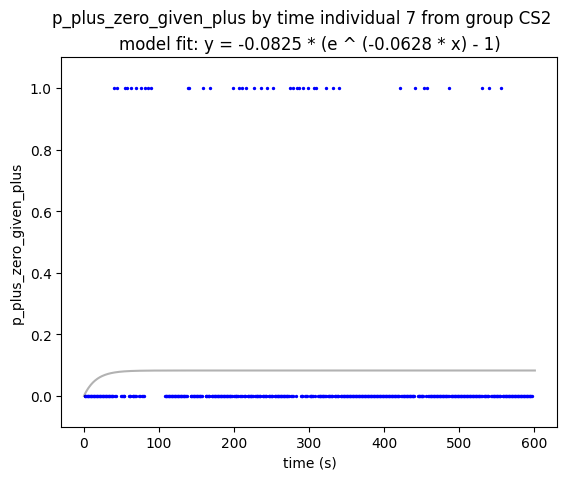 p_plus_zero_given_plus by time individual 7 from group CS2
model fit: y = -0.0825 * (e ^ (-0.0628 * x) - 1)
1.0
0.8
0.6
0.4
0.2
0.0
p_plus_zero_given_plus
0 100 200 300 400 500 600
time (s)